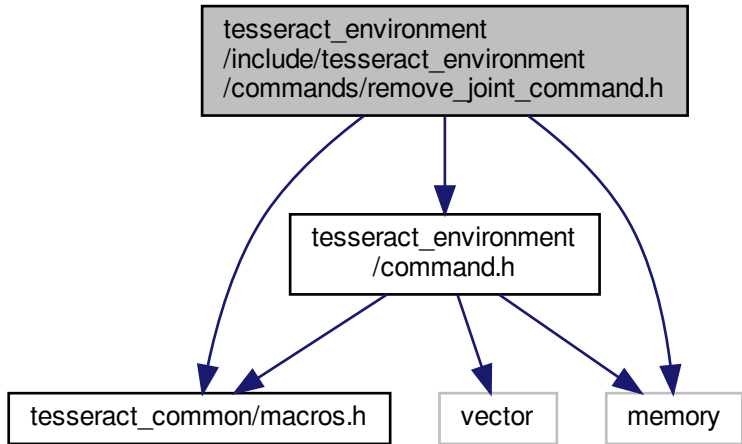 tesseract_environment
/include/tesseract_environment
/commands/remove_joint_command.h
tesseract_environment
/command.h
tesseract_common/macros.h
vector
memory